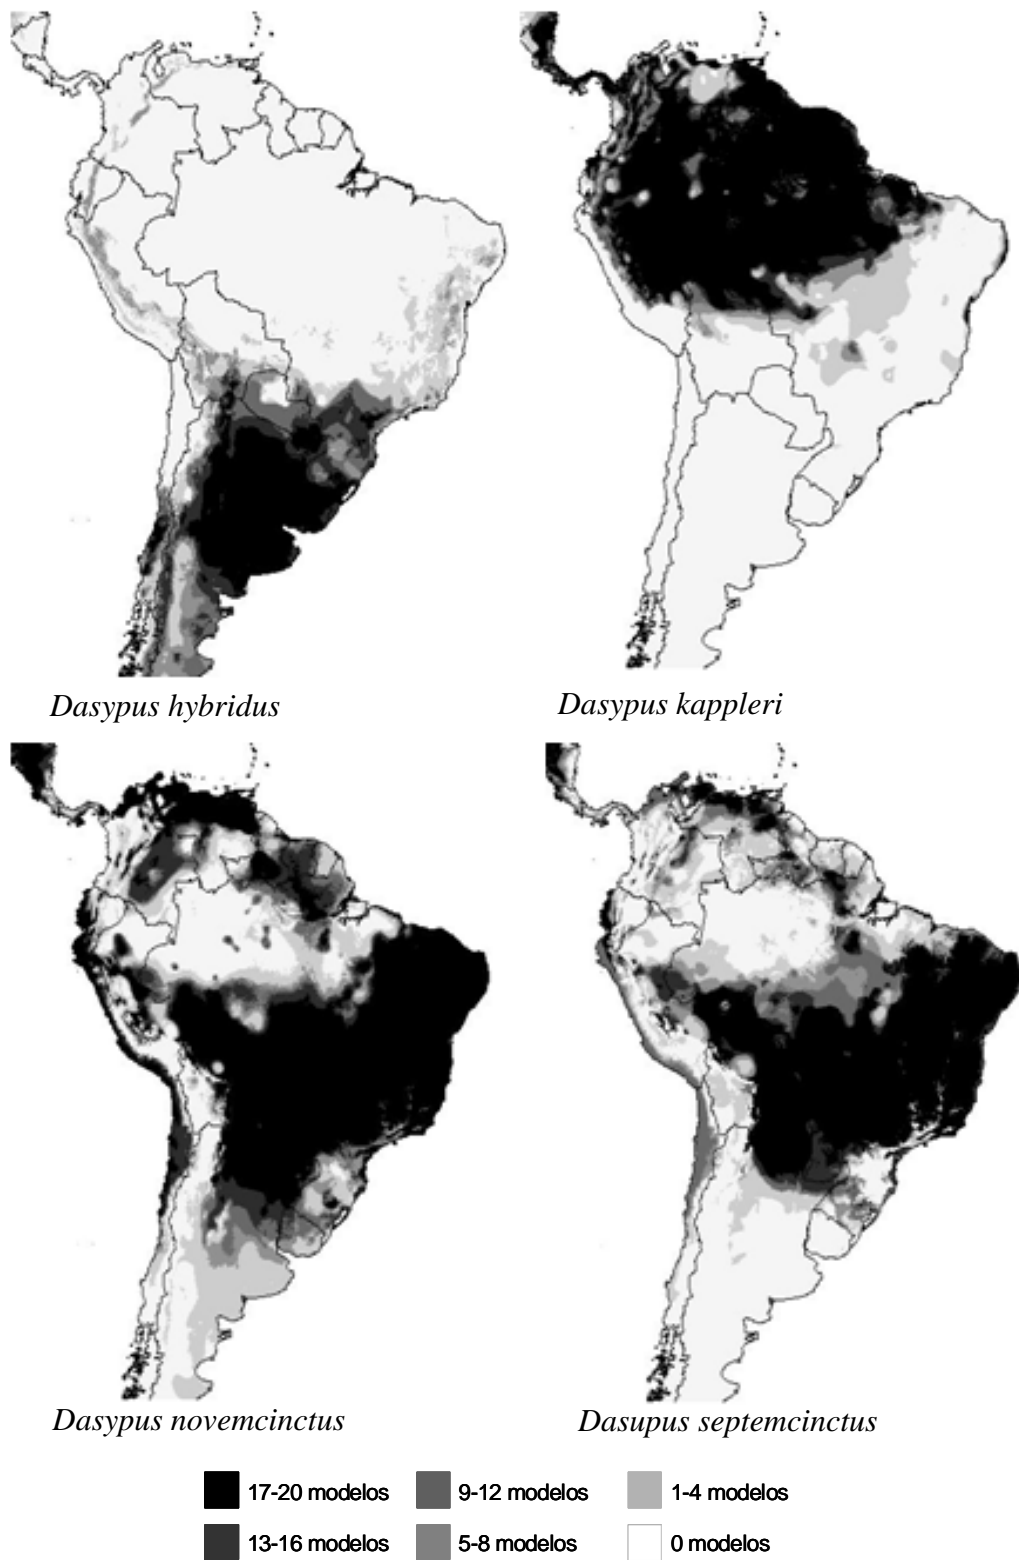 Dasypus hybridus
Dasypus kappleri
Dasypus novemcinctus
Dasupus septemcinctus
17-20 modelos
9-12 modelos
1-4 modelos
13-16 modelos
5-8 modelos
0 modelos